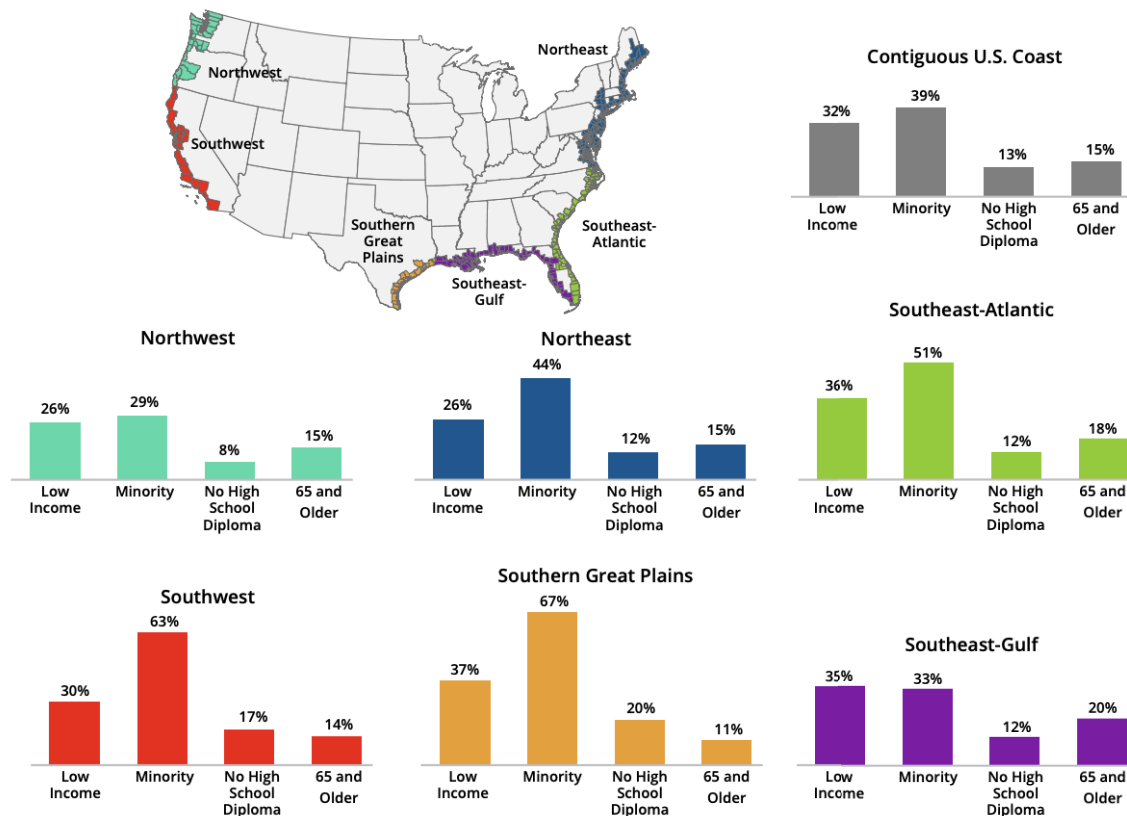 Northeast
Northwest
Southwest
Southern
Great
Plains
Southeast-
Atlantic
Southeast-
Gulf
Contiguous U.S. Coast
32%
39%
13%
15%
Low
Income
Minority
No High
School
Diploma
65 and
Older
Northwest
26%
29%
8%
15%
Low
Income
Minority
No High
School
Diploma
65 and
Older
Northeast
26%
44%
12%
15%
Low
Income
Minority
No High
School
Diploma
65 and
Older
Southeast-Atlantic
36%
51%
12%
18%
Low
Income
Minority
No High
School
Diploma
65 and
Older
Southwest
30%
63%
17%
14%
Low
Income
Minority
No High
School
Diploma
65 and
Older
Southern Great Plains
37%
67%
20%
11%
Low
Income
Minority
No High
School
Diploma
65 and
Older
Southeast-Gulf
35%
33%
12%
20%
Low
Income
Minority
No High
School
Diploma
65 and
Older